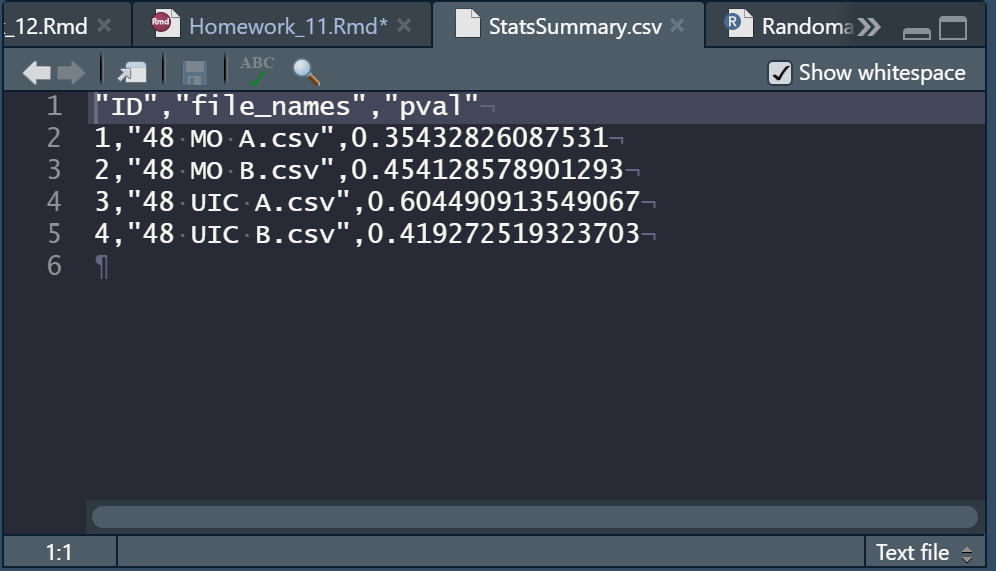 _12.Rmd
Homework_11.Rmd*
StatsSummary.csv
Randoma
ABC
Show whitespace
1 "ID","file_names","pval"¬
2 1,"48·MO·A.csv",0.35432826087531¬
3 2,"48·MO·B.csv",0.454128578901293¬
4 3,"48·UIC·A.csv",0.604490913549067¬
5 4,"48·UIC·B.csv",0.419272519323703¬
6 ¶
1:1
Text file